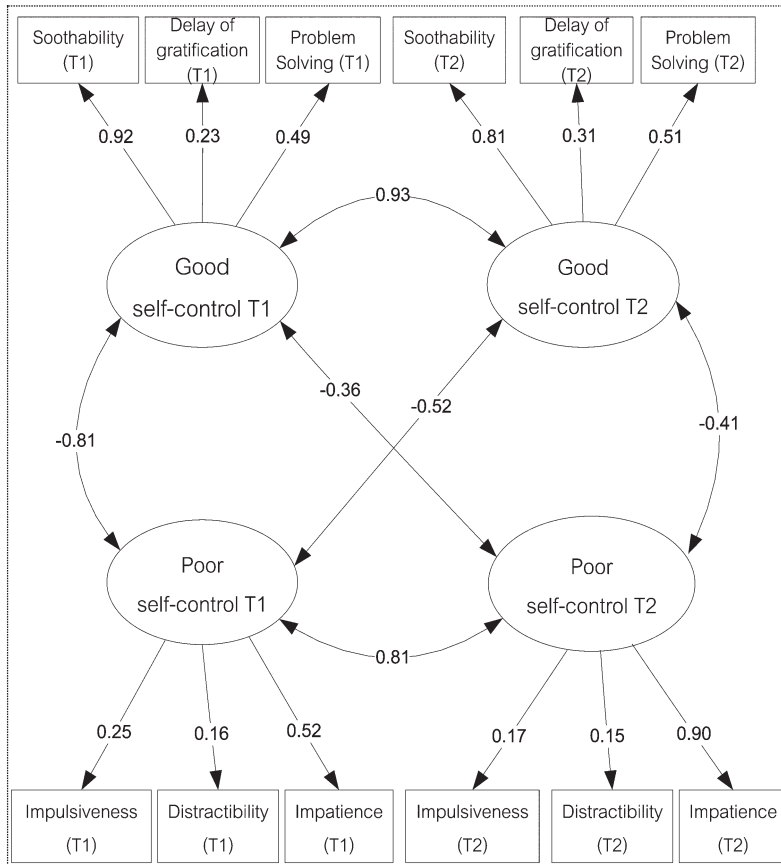 Soothability
(T1)
Delay of
gratification
(T1)
Problem
Solving (T1)
Soothability
(T2)
Delay of
gratification
(T2)
Problem
Solving (T2)
0.92
0.23
0.49
0.81
0.31
0.51
0.93
Good
self-control T1
Good
self-control T2
-0.36
-0.52
-0.81
-0.41
Poor
self-control T1
Poor
self-control T2
0.81
0.25
0.16
0.52
0.17
0.15
0.90
Impulsiveness
(T1)
Distractibility
(T1)
Impatience
(T1)
Impulsiveness
(T2)
Distractibility
(T2)
Impatience
(T2)